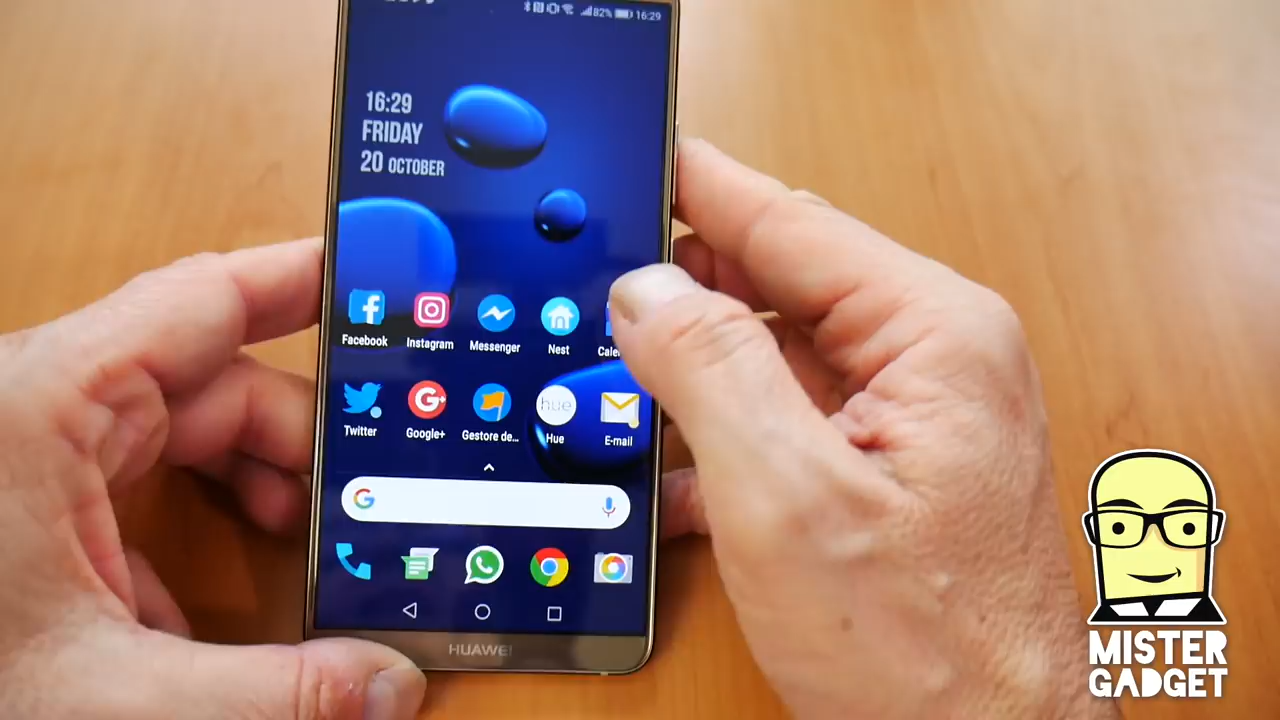 82% 16:29
16:29
FRIDAY
20 OCTOBER
Facebook Instagram Messenger Nest
Twitter Google+ Gestore de... Hue E-mail
hue
G
HUAWEI
MISTER
GADGET